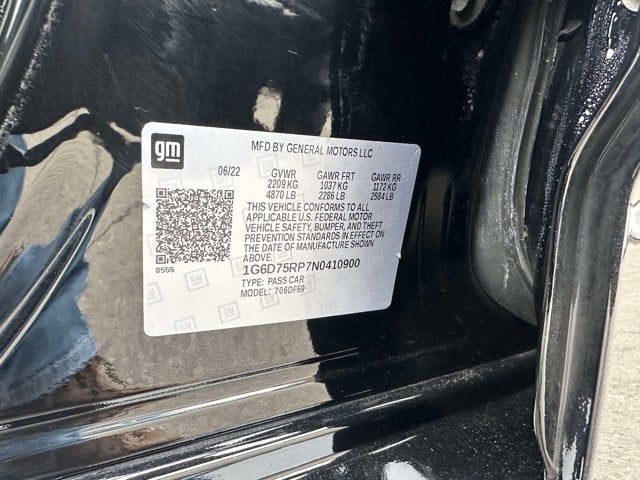 gm
MFD BY GENERAL MOTORS LLC
06/22 GVWR GAWR FRT GAWR RR
2209 KG 1037 KG 1172 KG
4870 LB 2286 LB 2584 LB
THIS VEHICLE CONFORMS TO ALL
APPLICABLE U.S. FEDERAL MOTOR
VEHICLE SAFETY, BUMPER, AND THEFT
PREVENTION STANDARDS IN EFFECT ON
THE DATE OF MANUFACTURE SHOWN
ABOVE.
8555
1G6D75RP7N0410900
TYPE: PASS CAR
MODEL: 706DF69